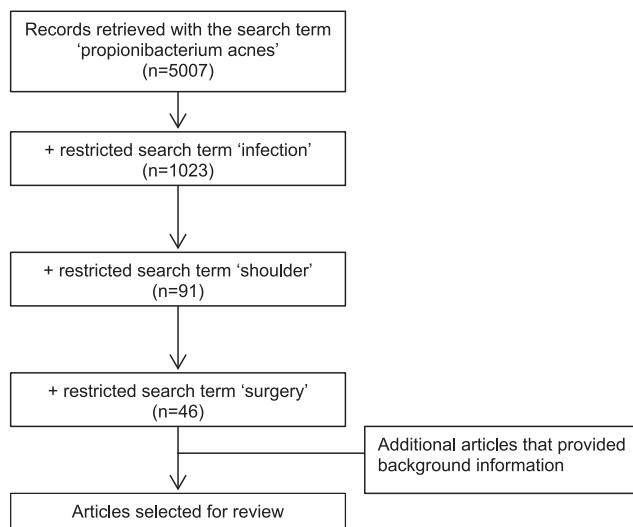 Records retrieved with the search term
‘propionibacterium acnes’
(n=5007)
+ restricted search term ‘infection’
(n=1023)
+ restricted search term ‘shoulder’
(n=91)
+ restricted search term ‘surgery’
(n=46)
Additional articles that provided
background information
Articles selected for review